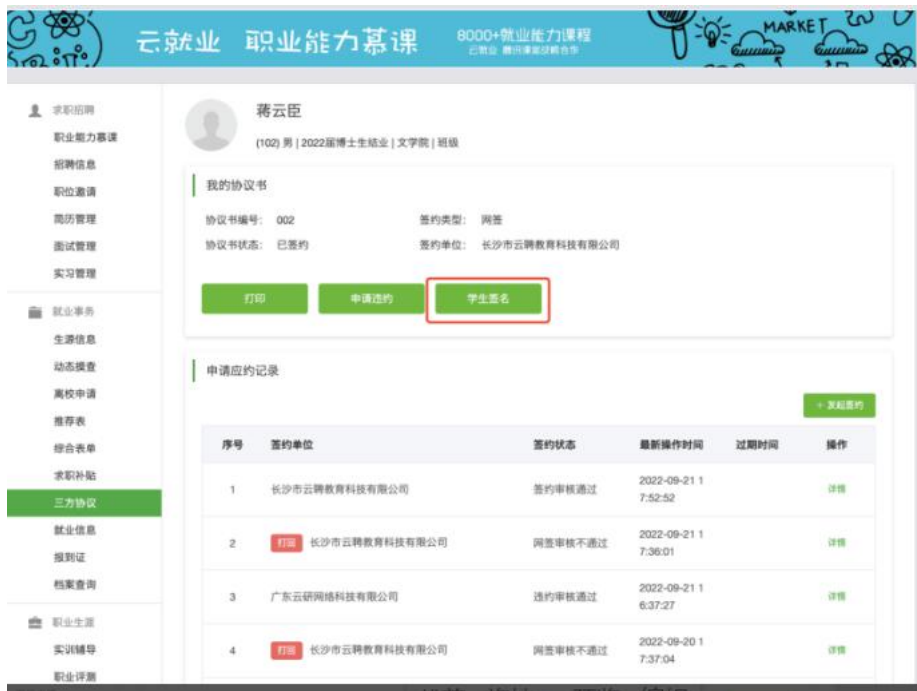 云就业 职业能力慕课
8000+就业能力课程
MARKET
求职招聘
职业能力慕课
招聘信息
职位邀请
简历管理
面试管理
实习管理
就业事务
生源信息
动态摸查
离校申请
推荐表
综合表单
求职补贴
三方协议
就业信息
报到证
档案查询
职业生涯
实训辅导
职业评测
蒋云臣
(102) 男 | 2022届博士生结业 | 文学院 | 班级
我的协议书
协议书编号: 002 签约类型: 网签
协议书状态: 已签约 签约单位: 长沙市云聘教育科技有限公司
打印 申请违约 学生签名
申请应约记录
+ 发起签约
序号 签约单位 签约状态 最新操作时间 过期时间 操作
1 长沙市云聘教育科技有限公司 签约审核通过 2022-09-21 1
7:52:52 详情
2 打回 长沙市云聘教育科技有限公司 网签审核不通过 2022-09-21 1
7:36:01 详情
3 广东云研网络科技有限公司 违约审核通过 2022-09-21 1
6:37:27 详情
4 打回 长沙市云聘教育科技有限公司 网签审核不通过 2022-09-20 1
7:37:04 详情